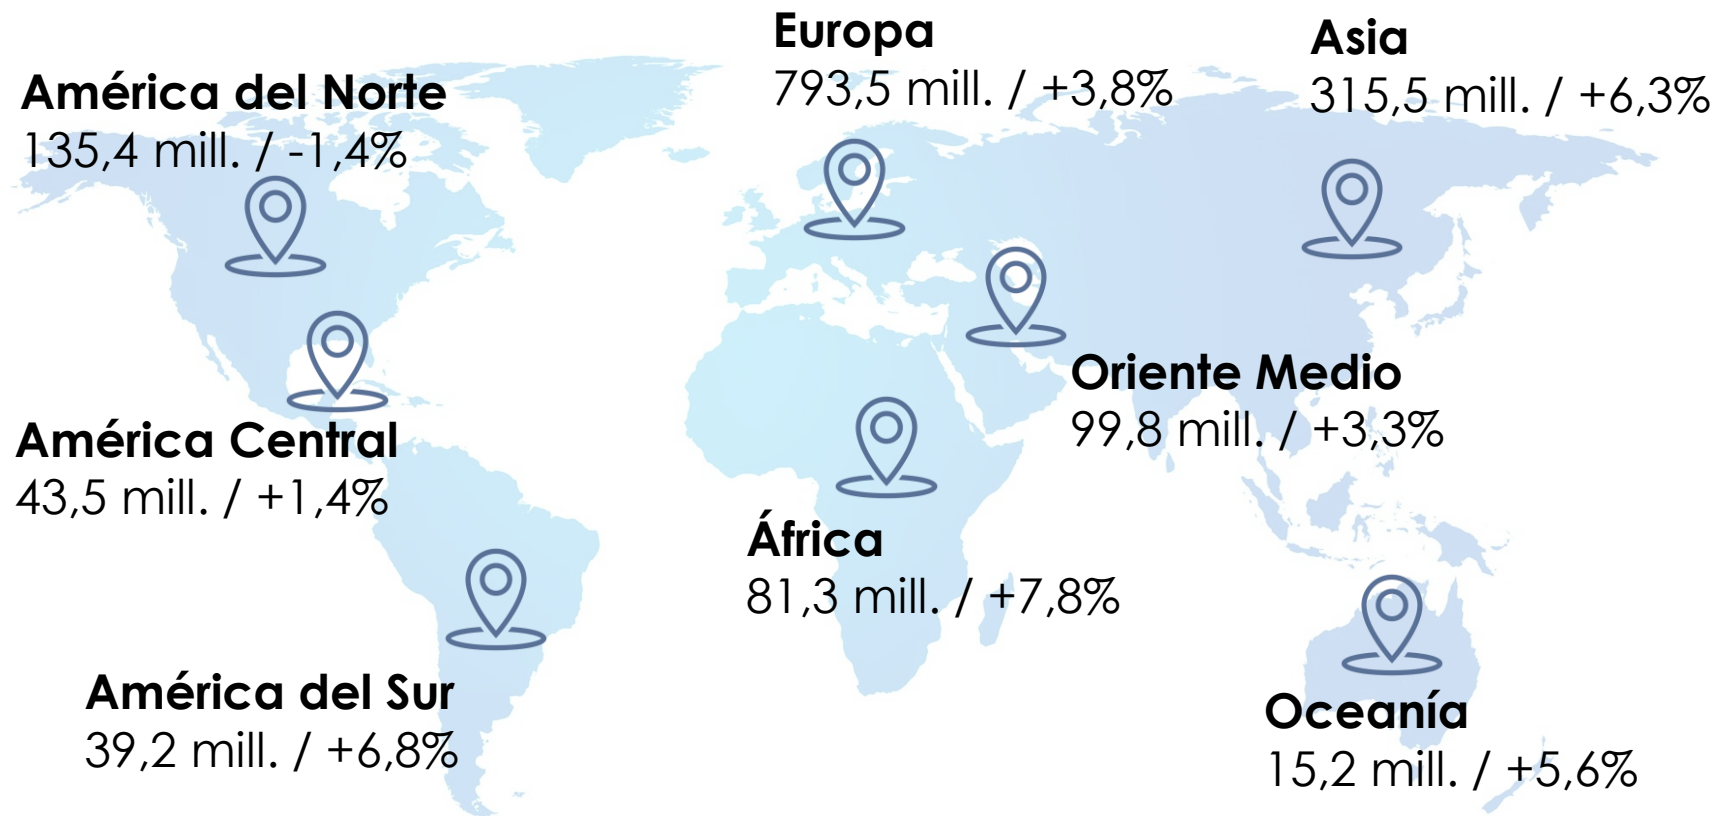 Europa
793,5 mill. / +3,8%
Asia
315,5 mill. / +6,3%
América del Norte
135,4 mill. / -1,4%
Oriente Medio
99,8 mill. / +3,3%
América Central
43,5 mill. / +1,4%
África
81,3 mill. / +7,8%
América del Sur
39,2 mill. / +6,8%
Oceanía
15,2 mill. / +5,6%